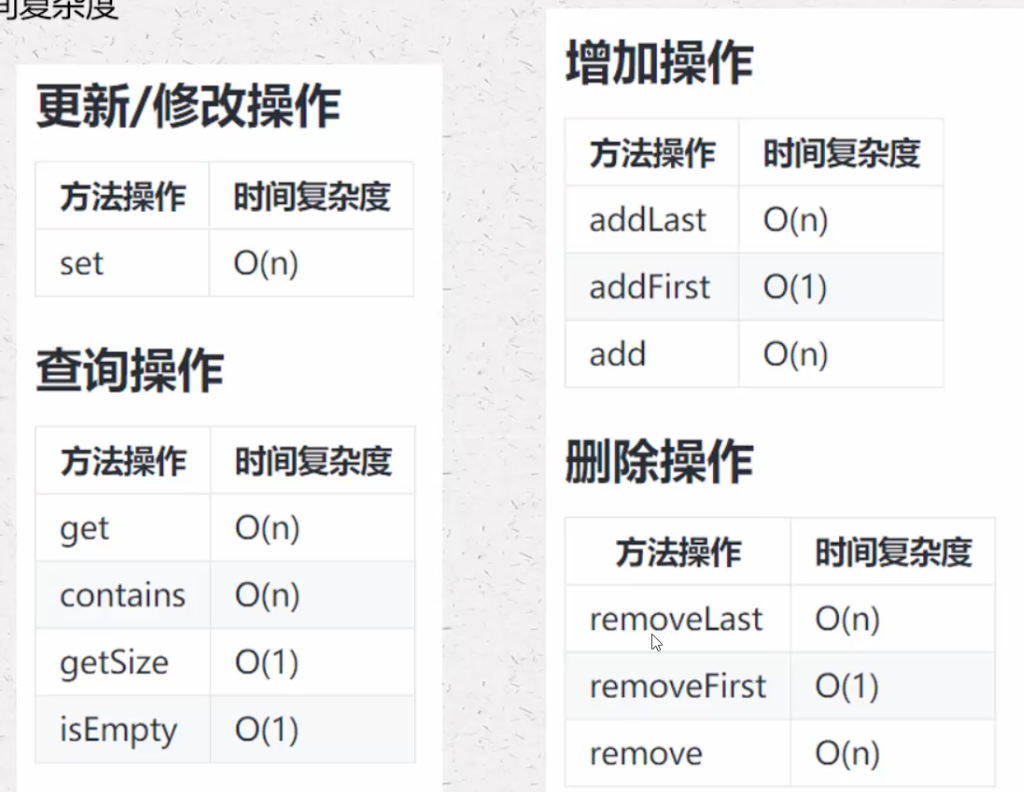 间复杂度
更新/修改操作
方法操作 时间复杂度
set O(n)
查询操作
方法操作 时间复杂度
get O(n)
contains O(n)
getSize O(1)
isEmpty O(1)
增加操作
方法操作 时间复杂度
addLast O(n)
addFirst O(1)
add O(n)
删除操作
方法操作 时间复杂度
removeLast O(n)
removeFirst O(1)
remove O(n)